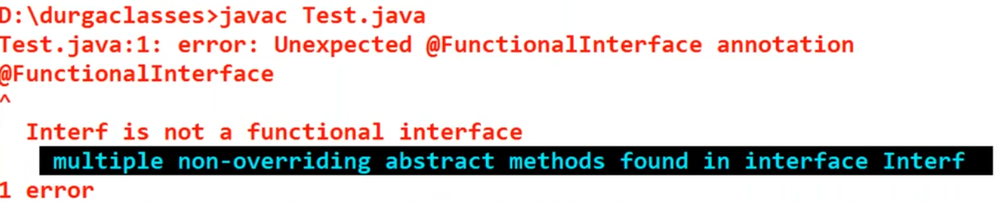 D:\durgaclasses>javac Test.java
Test.java:1: error: Unexpected @FunctionalInterface annotation
@FunctionalInterface
^
Interf is not a functional interface
multiple non-overriding abstract methods found in interface Interf
1 error